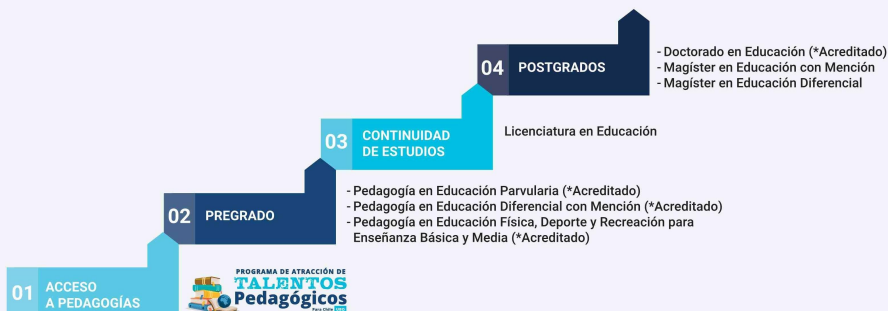 04 POSTGRADOS
- Doctorado en Educación (*Acreditado)
- Magíster en Educación con Mención
- Magíster en Educación Diferencial
03 CONTINUIDAD
DE ESTUDIOS
Licenciatura en Educación
02 PREGRADO
- Pedagogía en Educación Parvularia (*Acreditado)
- Pedagogía en Educación Diferencial con Mención (*Acreditado)
- Pedagogía en Educación Física, Deporte y Recreación para
Enseñanza Básica y Media (*Acreditado)
01 ACCESO
A PEDAGOGÍAS
PROGRAMA DE ATRACCIÓN DE
TALENTOS
Pedagógicos
Para Chile